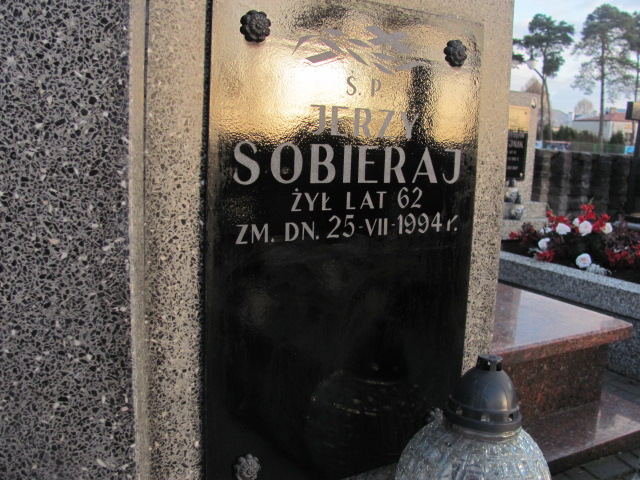 Ś. P.
JERZY
SOBIERAJ
ŻYŁ LAT 62
ZM. DN. 25-VII-1994 r.